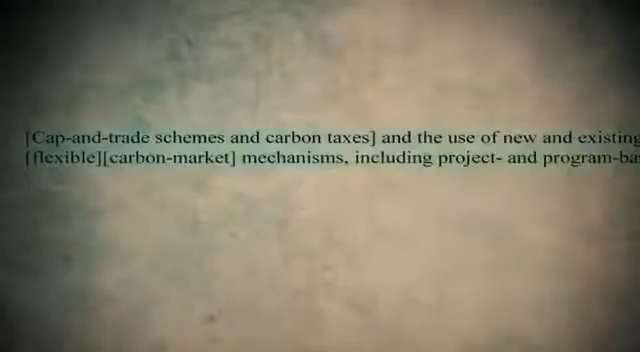 [Cap-and-trade schemes and carbon taxes] and the use of new and existing
[flexible][carbon-market] mechanisms, including project- and program-ba